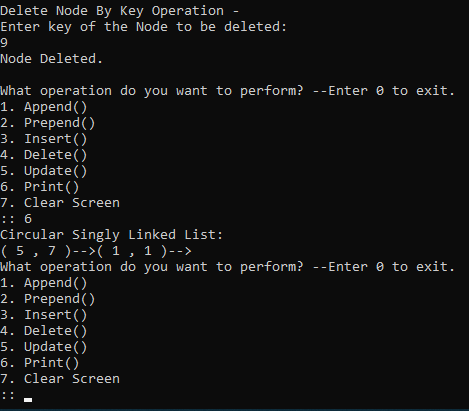 Delete Node By Key Operation -
Enter key of the Node to be deleted:
9
Node Deleted.
What operation do you want to perform? --Enter 0 to exit.
1. Append()
2. Prepend()
3. Insert()
4. Delete()
5. Update()
6. Print()
7. Clear Screen
:: 6
Circular Singly Linked List:
( 5 , 7 )-->( 1 , 1 )-->
What operation do you want to perform? --Enter 0 to exit.
1. Append()
2. Prepend()
3. Insert()
4. Delete()
5. Update()
6. Print()
7. Clear Screen
::